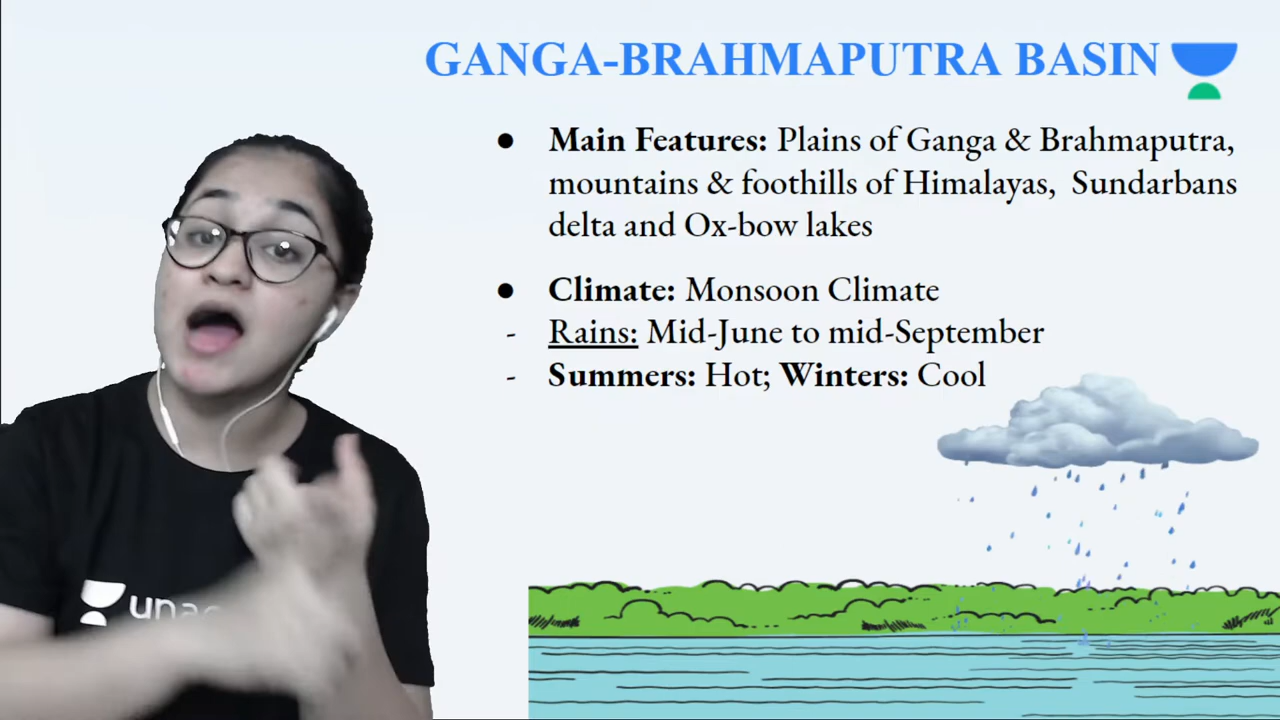 GANGA-BRAHMAPUTRA BASIN
● Main Features: Plains of Ganga & Brahmaputra,
mountains & foothills of Himalayas, Sundarbans
delta and Ox-bow lakes
● Climate: Monsoon Climate
- Rains: Mid-June to mid-September
- Summers: Hot; Winters: Cool